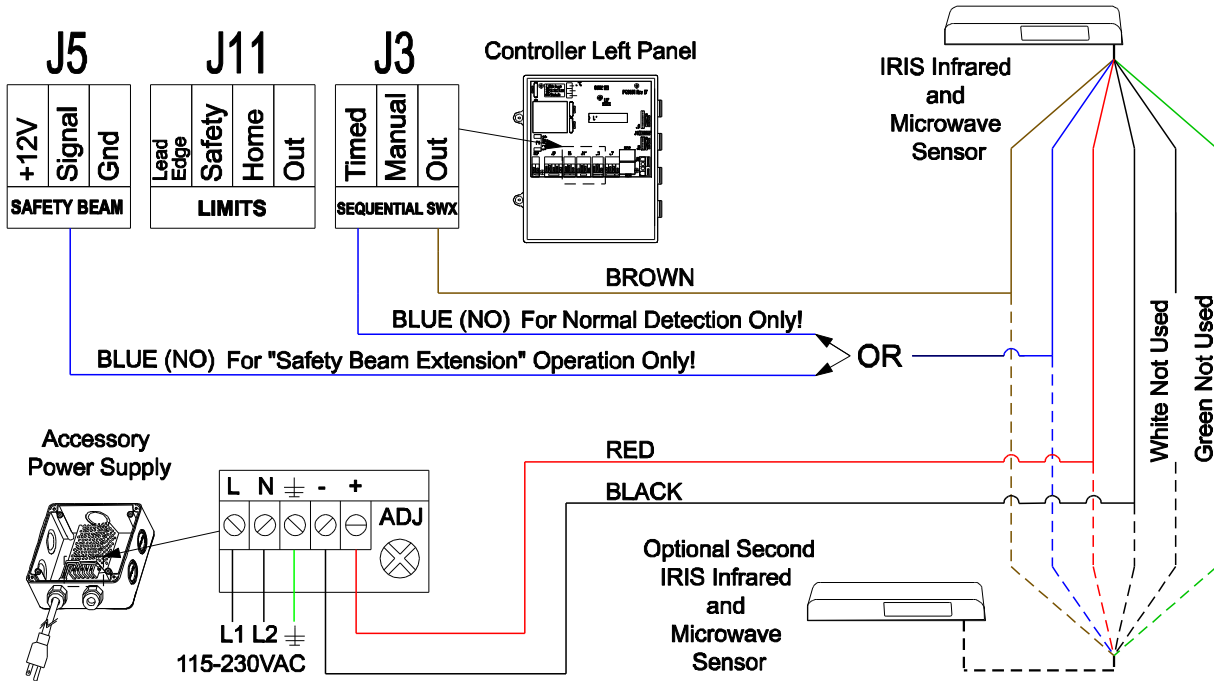 J5
J11
J3
Controller Left Panel
+12V
Signal
Gnd
SAFETY BEAM
Lead
Edge
Safety
Home
Out
LIMITS
Timed
Manual
Out
SEQUENTIAL SWX
IRIS Infrared
and
Microwave
Sensor
BROWN
BLUE (NO) For Normal Detection Only!
BLUE (NO) For "Safety Beam Extension" Operation Only!
OR
White Not Used
Green Not Used
Accessory
Power Supply
RED
BLACK
L N - +
ADJ
L1 L2
115-230VAC
Optional Second
IRIS Infrared
and
Microwave
Sensor